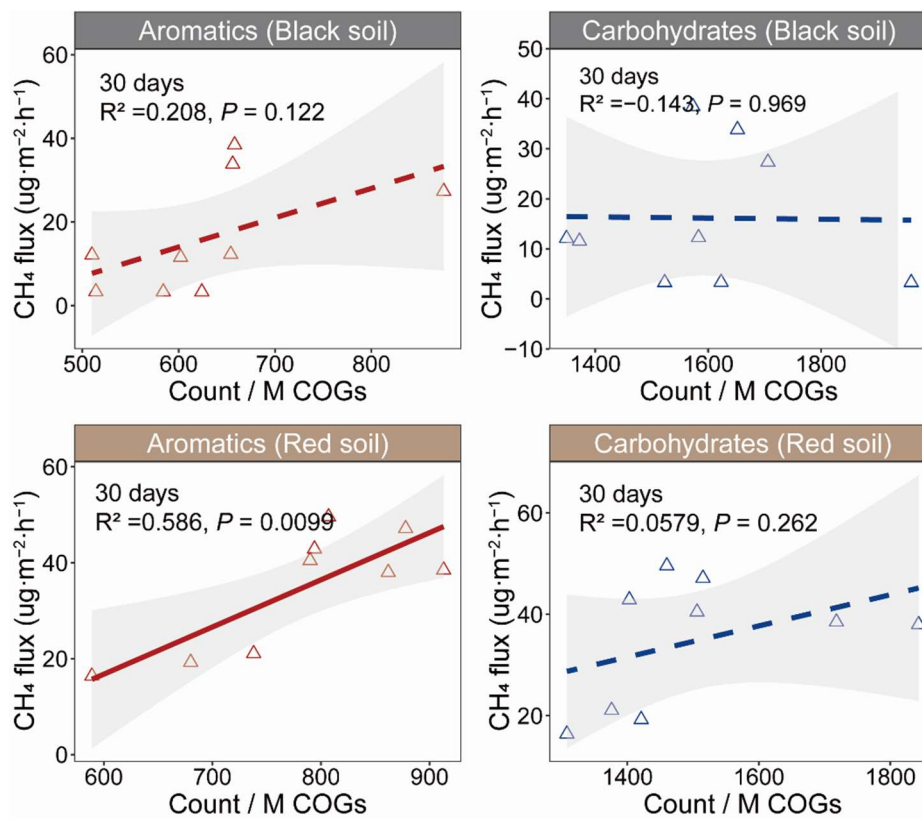 Aromatics (Black soil)
30 days
R² =0.208, P = 0.122
CH₄ flux (ug·m⁻²·h⁻¹)
60
40
20
0
500 600 700 800
Count / M COGs
Carbohydrates (Black soil)
30 days
R² =−0.143, P = 0.969
CH₄ flux (ug·m⁻²·h⁻¹)
50
40
30
20
10
0
−10
1400 1600 1800
Count / M COGs
Aromatics (Red soil)
30 days
R² =0.586, P = 0.0099
CH₄ flux (ug·m⁻²·h⁻¹)
60
40
20
0
600 700 800 900
Count / M COGs
Carbohydrates (Red soil)
30 days
R² =0.0579, P = 0.262
CH₄ flux (ug·m⁻²·h⁻¹)
60
40
20
1400 1600 1800
Count / M COGs